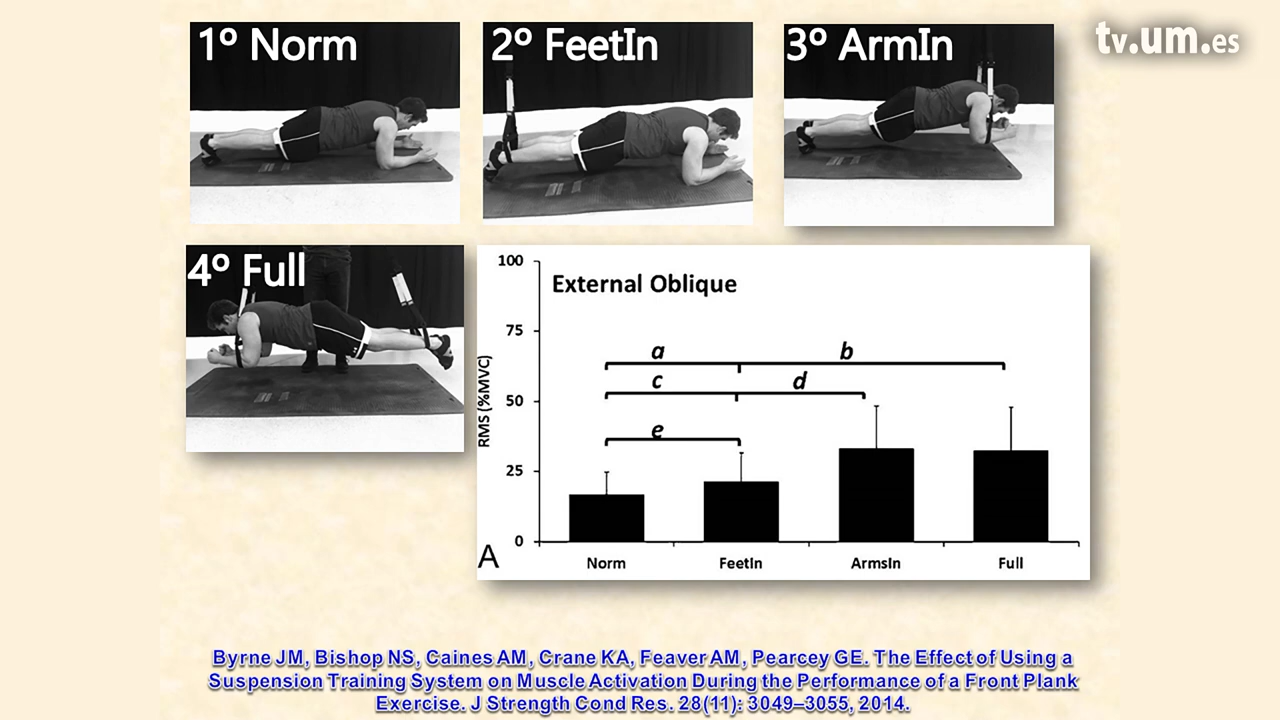 1º Norm
2º FeetIn
3º ArmIn
tv.um.es
4º Full
External Oblique
100
75
50
25
0
RMS (%MVC)
a
b
c
d
e
A
Norm
FeetIn
ArmsIn
Full
Byrne JM, Bishop NS, Caines AM, Crane KA, Feaver AM, Pearcey GE. The Effect of Using a
Suspension Training System on Muscle Activation During the Performance of a Front Plank
Exercise. J Strength Cond Res. 28(11): 3049–3055, 2014.